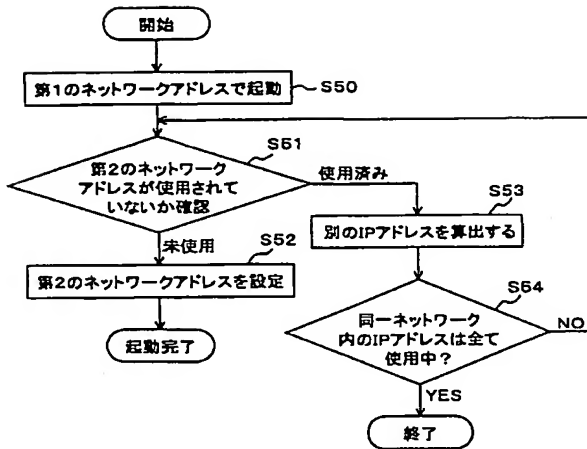 開始
第1のネットワークアドレスで起動
S50
S51
第2のネットワーク
アドレスが使用されて
いないか確認
使用済み
S53
別のIPアドレスを算出する
未使用
S52
第2のネットワークアドレスを設定
起動完了
S54
同一ネットワーク
内のIPアドレスは全て
使用中?
NO
YES
終了